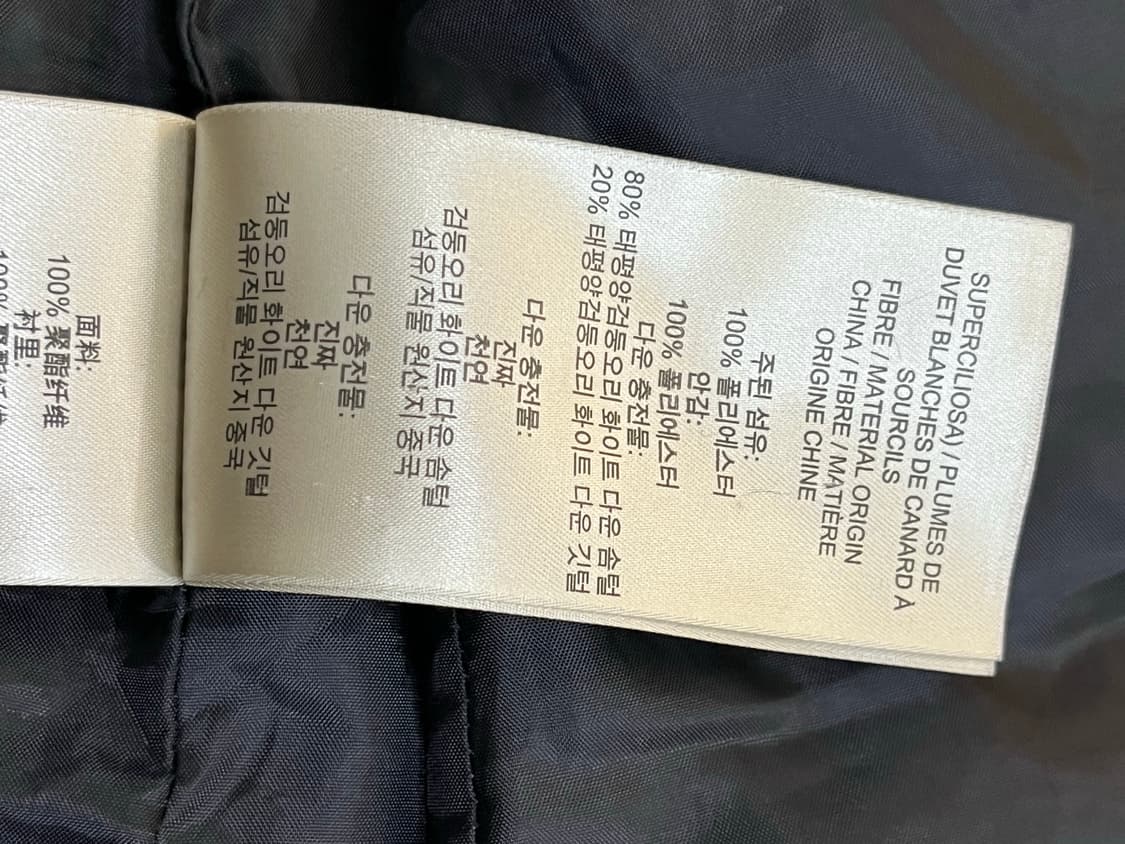 SUPERCILIOSA) / PLUMES DE
DUVET BLANCHES DE CANARD À
SOURCILS
FIBRE / MATERIAL ORIGIN
CHINA / FIBRE / MATIÈRE
ORIGINE CHINE
주된 섬유:
100% 폴리에스터
안감:
100% 폴리에스터
다운 충전물:
80% 태평양검둥오리 화이트 다운 솜털
20% 태평양검둥오리 화이트 다운 깃털
다운 충전물:
진짜
천연
검둥오리 화이트 다운 솜털
섬유/직물 원산지 중국
다운 충전물:
진짜
천연
검둥오리 화이트 다운 깃털
섬유/직물 원산지 중국
面料:
100% 聚酯纤维
衬里: